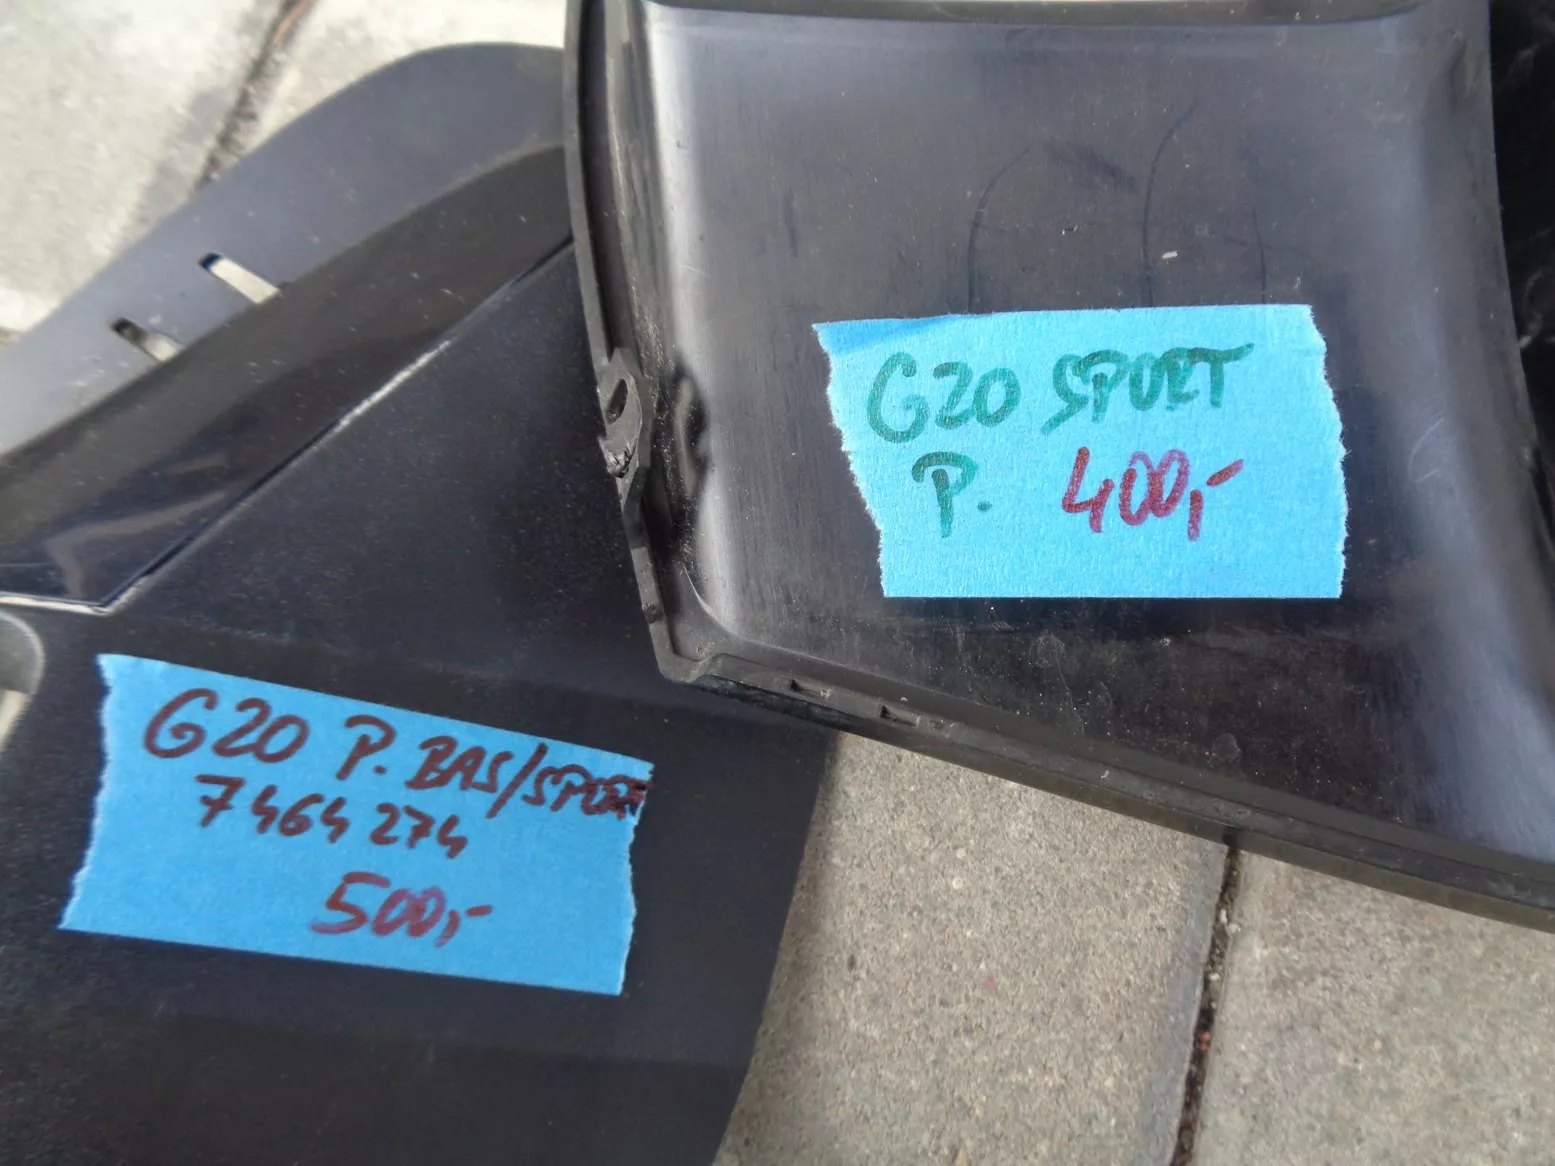 G20 SPORT
P. 400,-
G20 P. BAS/SPORT
7464274
500,-